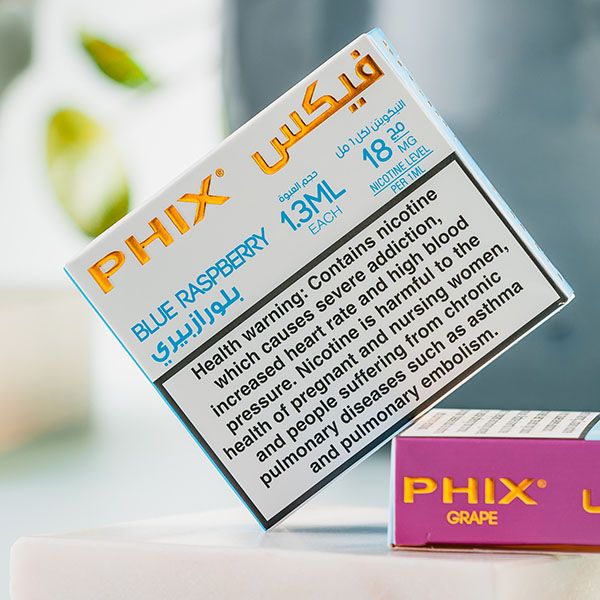 PHIX® فيكس
BLUE RASPBERRY
بلورازبيري
حجم العبوة
1.3ML
EACH
النيكوتين لكل ١ مل
18 مج MG
NICOTINE LEVEL
PER 1ML
Health warning: Contains nicotine
which causes severe addiction,
increased heart rate and high blood
pressure. Nicotine is harmful to the
health of pregnant and nursing women,
and people suffering from chronic
pulmonary diseases such as asthma
and pulmonary embolism.
PHIX®
GRAPE